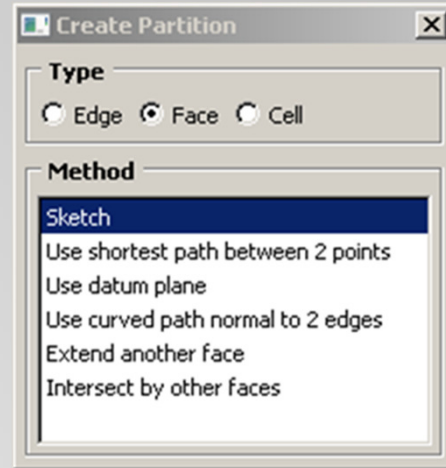 Create Partition
Type
Edge Face Cell
Method
Sketch
Use shortest path between 2 points
Use datum plane
Use curved path normal to 2 edges
Extend another face
Intersect by other faces